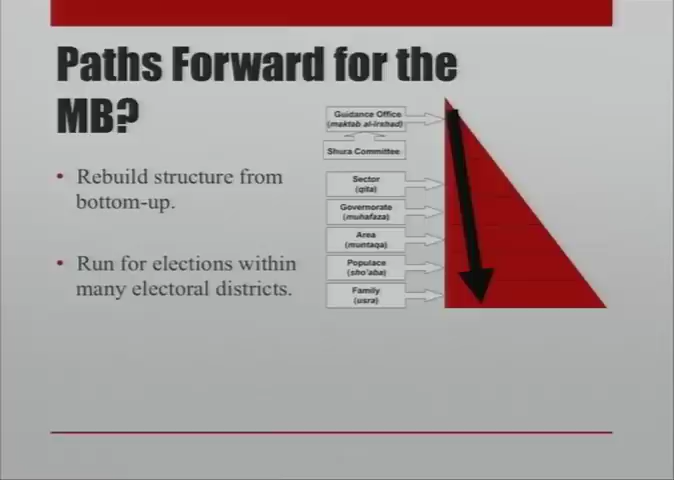 Paths Forward for the
MB?
• Rebuild structure from
bottom-up.
• Run for elections within
many electoral districts.
Guidance Office
(maktab al-irshad)
Shura Committee
Sector
(qita)
Governorate
(muhafaza)
Area
(muntaqa)
Populace
(sho'aba)
Family
(usra)